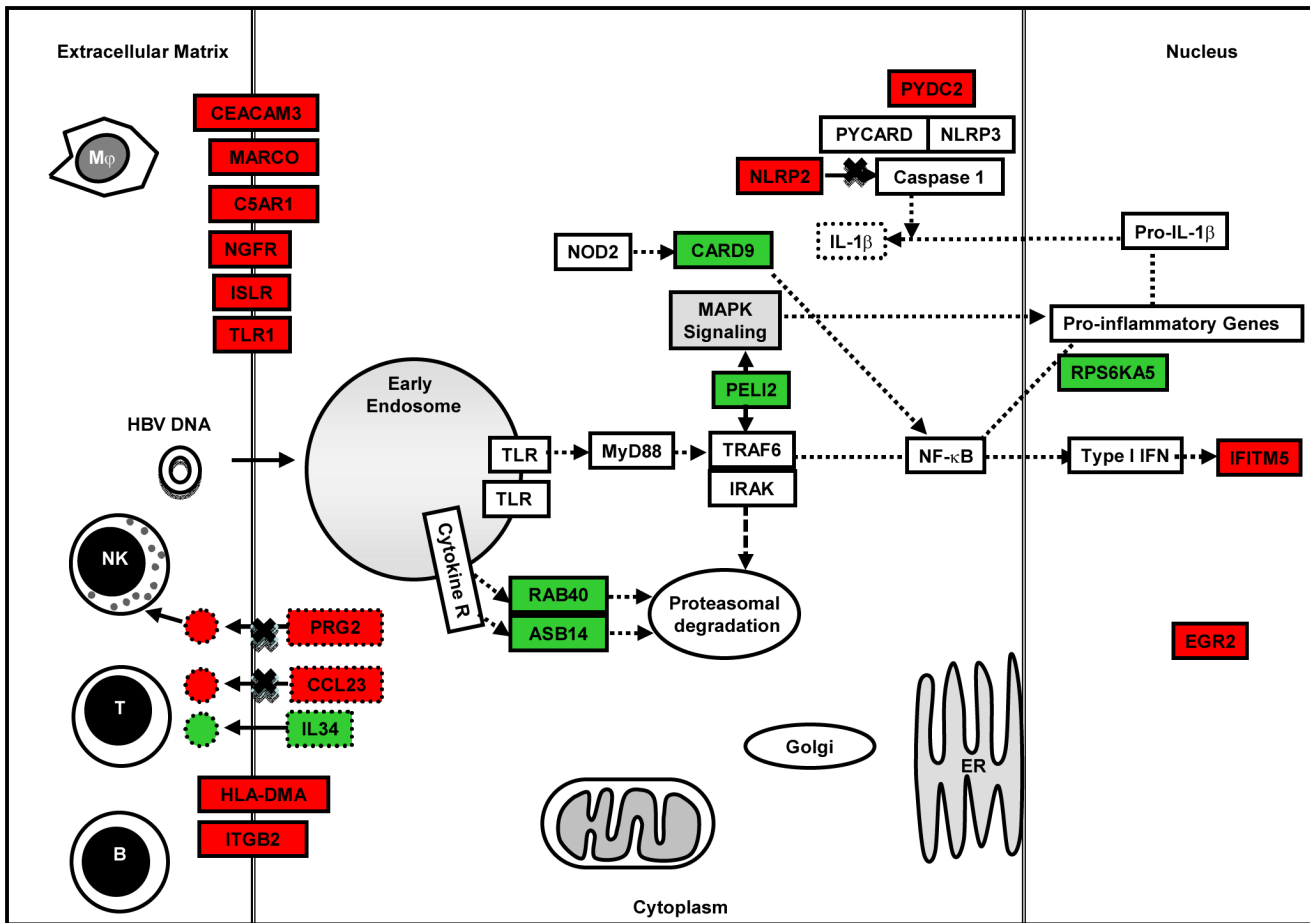 Extracellular Matrix
Nucleus
CEACAM3
MARCO
C5AR1
NGFR
ISLR
TLR1
Mφ
PYDC2
PYCARD
NLRP3
NLRP2
Caspase 1
IL-1β
Pro-IL-1β
NOD2
CARD9
MAPK
Signaling
Pro-inflammatory Genes
RPS6KA5
PELI2
Early
Endosome
HBV DNA
TLR
MyD88
TRAF6
NF-κB
Type I IFN
IFITM5
TLR
IRAK
Cytokine R
NK
RAB40
ASB14
Proteasomal
degradation
PRG2
EGR2
CCL23
T
IL34
Golgi
ER
HLA-DMA
ITGB2
B
Cytoplasm